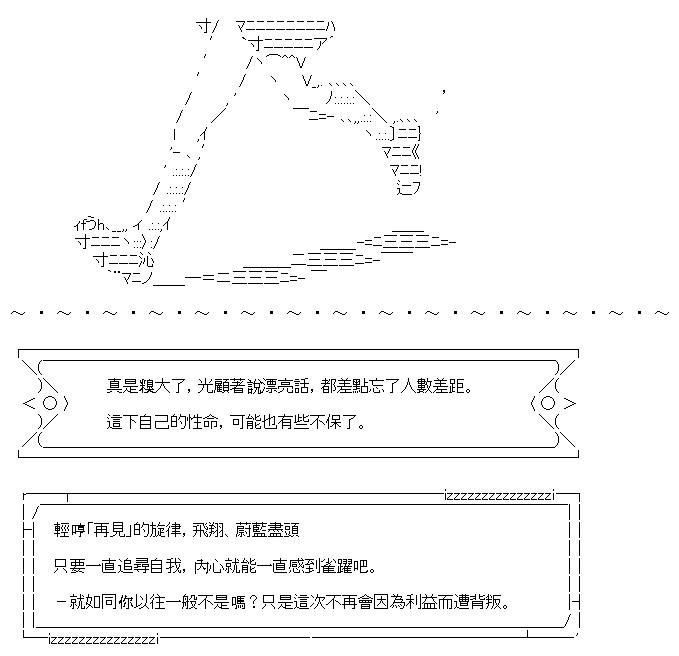 真是糗大了，光顧著說漂亮話，都差點忘了人數差距。
這下自己的性命，可能也有些不保了。
輕哼「再見」的旋律，飛翔、蔚藍盡頭
只要一直追尋自我，內心就能一直感到雀躍吧。
－就如同你以往一般不是嗎？只是這次不再會因為利益而遭背叛。